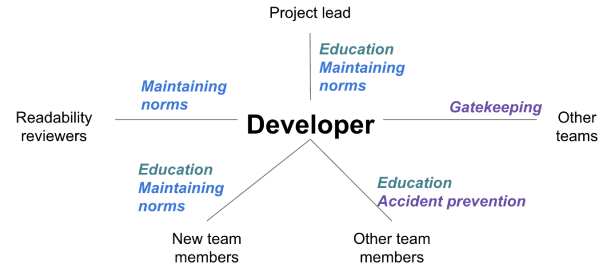 Project lead
Education
Maintaining
norms
Maintaining
norms
Gatekeeping
Readability
reviewers
Developer
Other
teams
Education
Maintaining
norms
Education
Accident prevention
New team
members
Other team
members